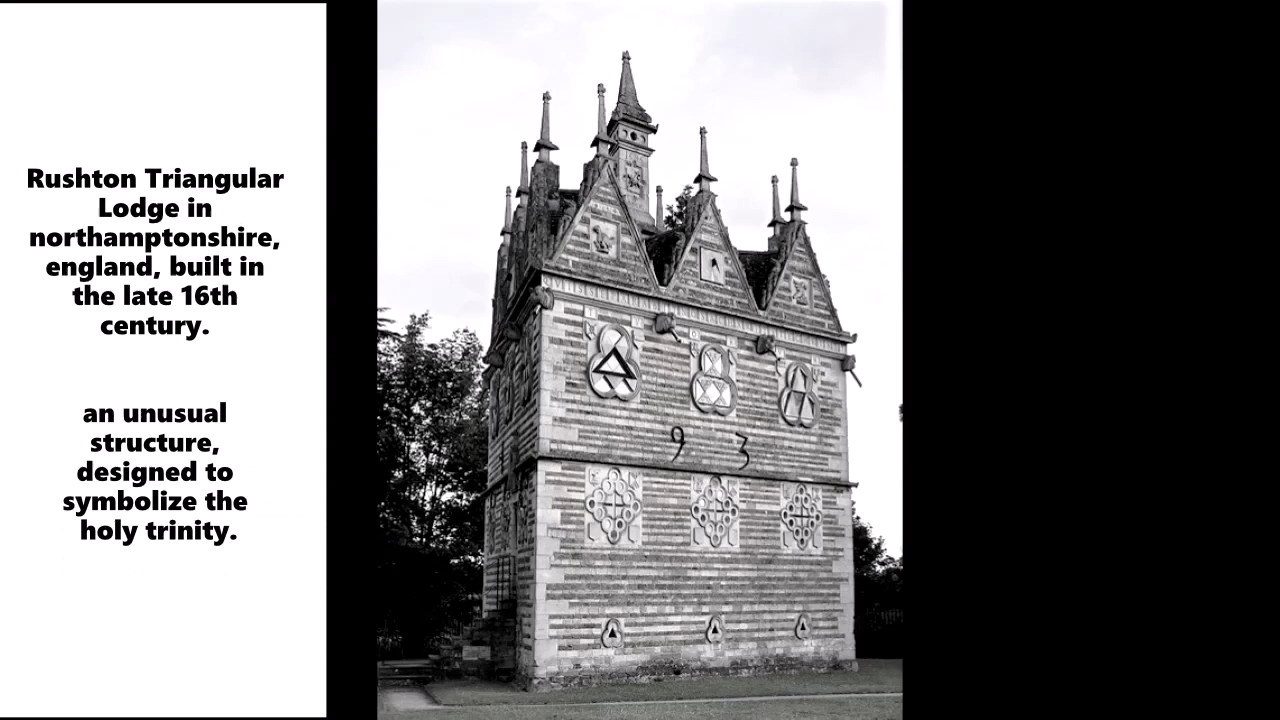 Rushton Triangular
Lodge in
northamptonshire,
england, built in
the late 16th
century.
an unusual
structure,
designed to
symbolize the
holy trinity.
9 3